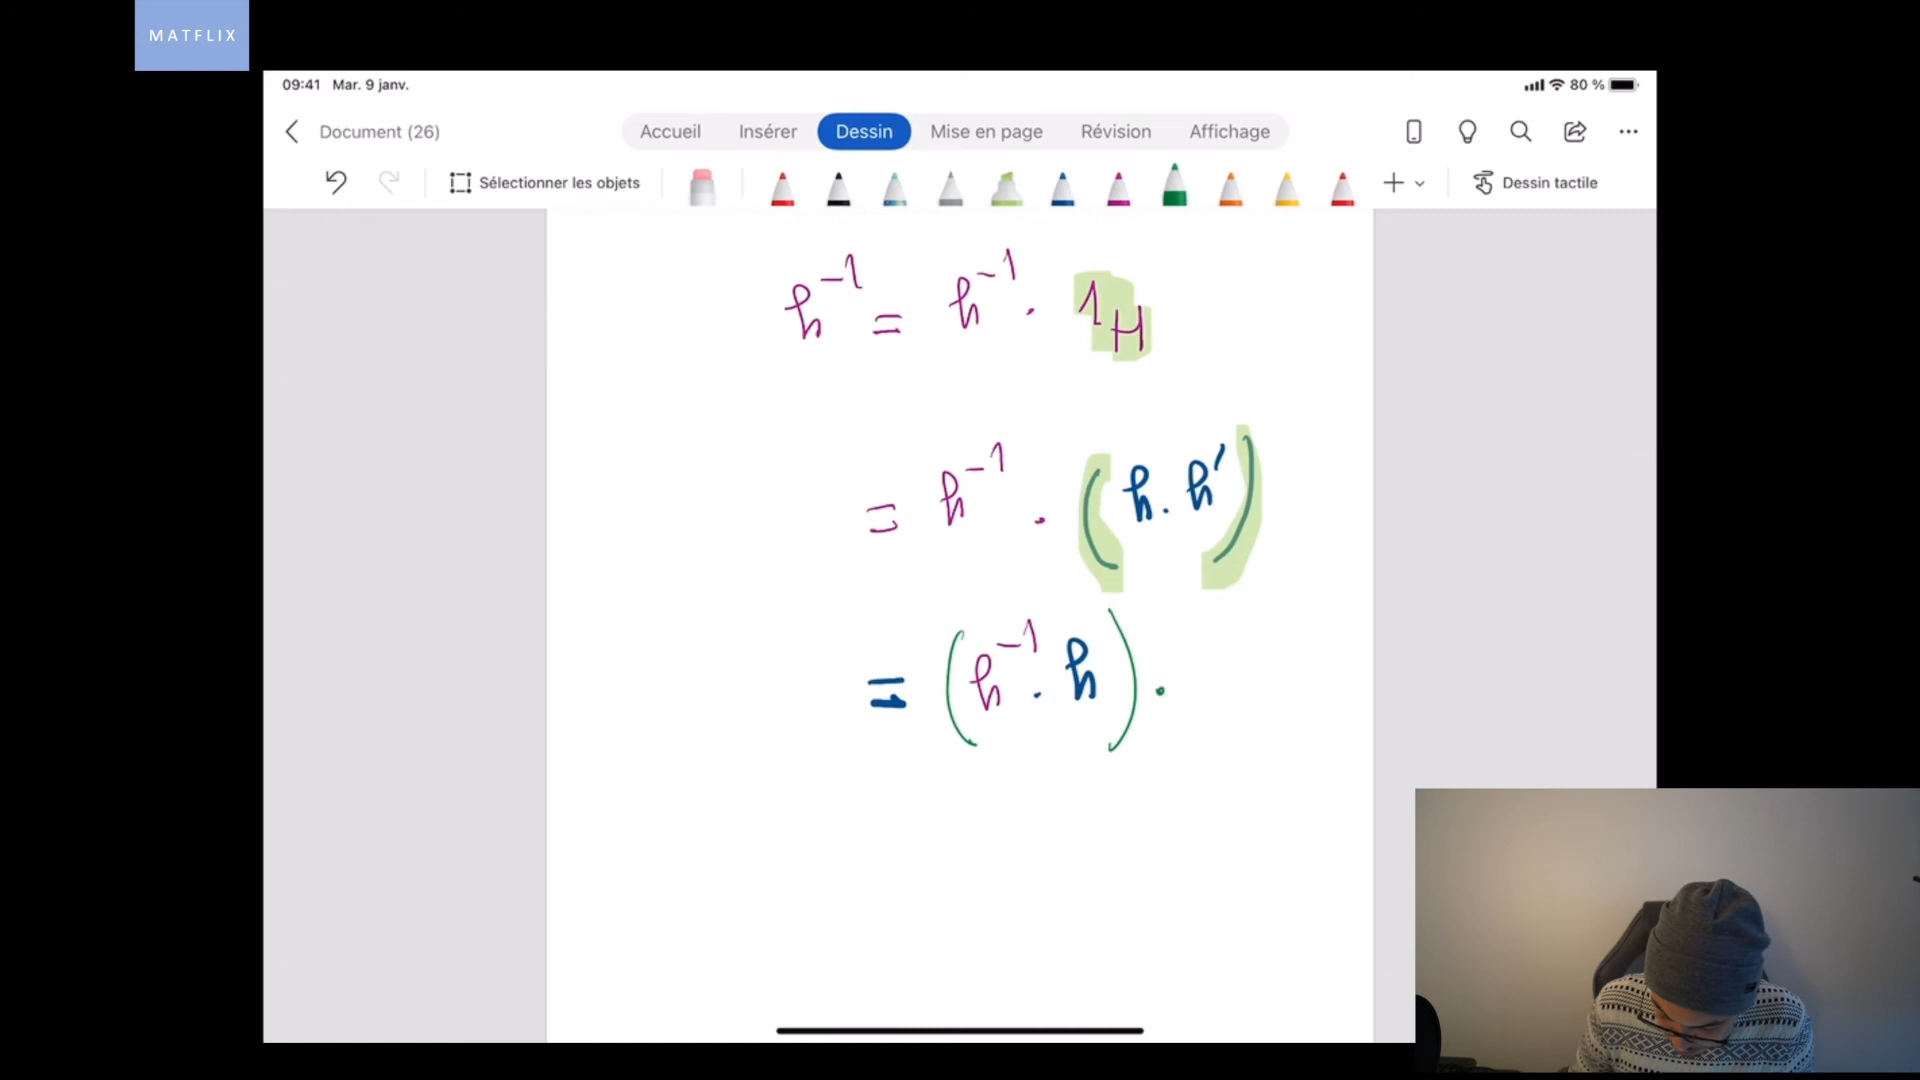 MATFLIX
09:41 Mar. 9 janv. 80 %
Document (26) Accueil Insérer Dessin Mise en page Révision Affichage
Sélectionner les objets Dessin tactile
h⁻¹ = h⁻¹ · 1_H
= h⁻¹ · (h · h′)
= (h⁻¹ · h) ·